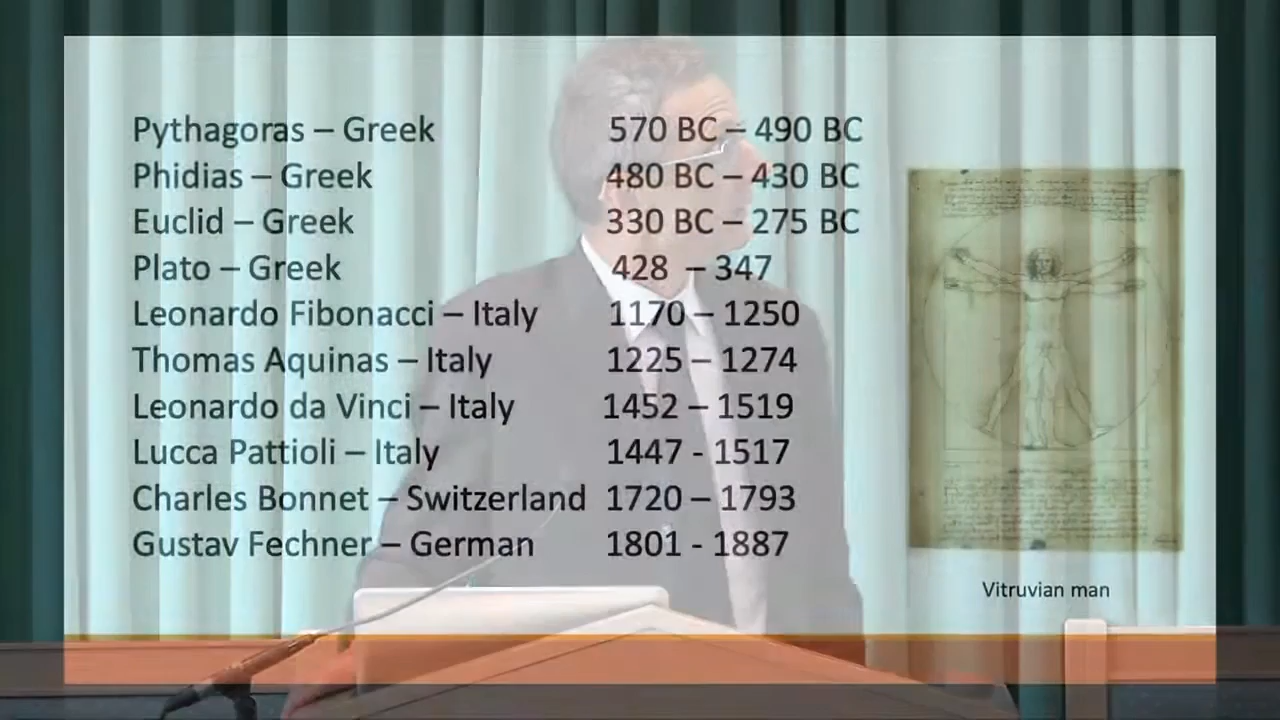 Pythagoras – Greek 570 BC – 490 BC
Phidias – Greek 480 BC – 430 BC
Euclid – Greek 330 BC – 275 BC
Plato – Greek 428 – 347
Leonardo Fibonacci – Italy 1170 – 1250
Thomas Aquinas – Italy 1225 – 1274
Leonardo da Vinci – Italy 1452 – 1519
Lucca Pattioli – Italy 1447 - 1517
Charles Bonnet – Switzerland 1720 – 1793
Gustav Fechner – German 1801 - 1887
Vitruvian man